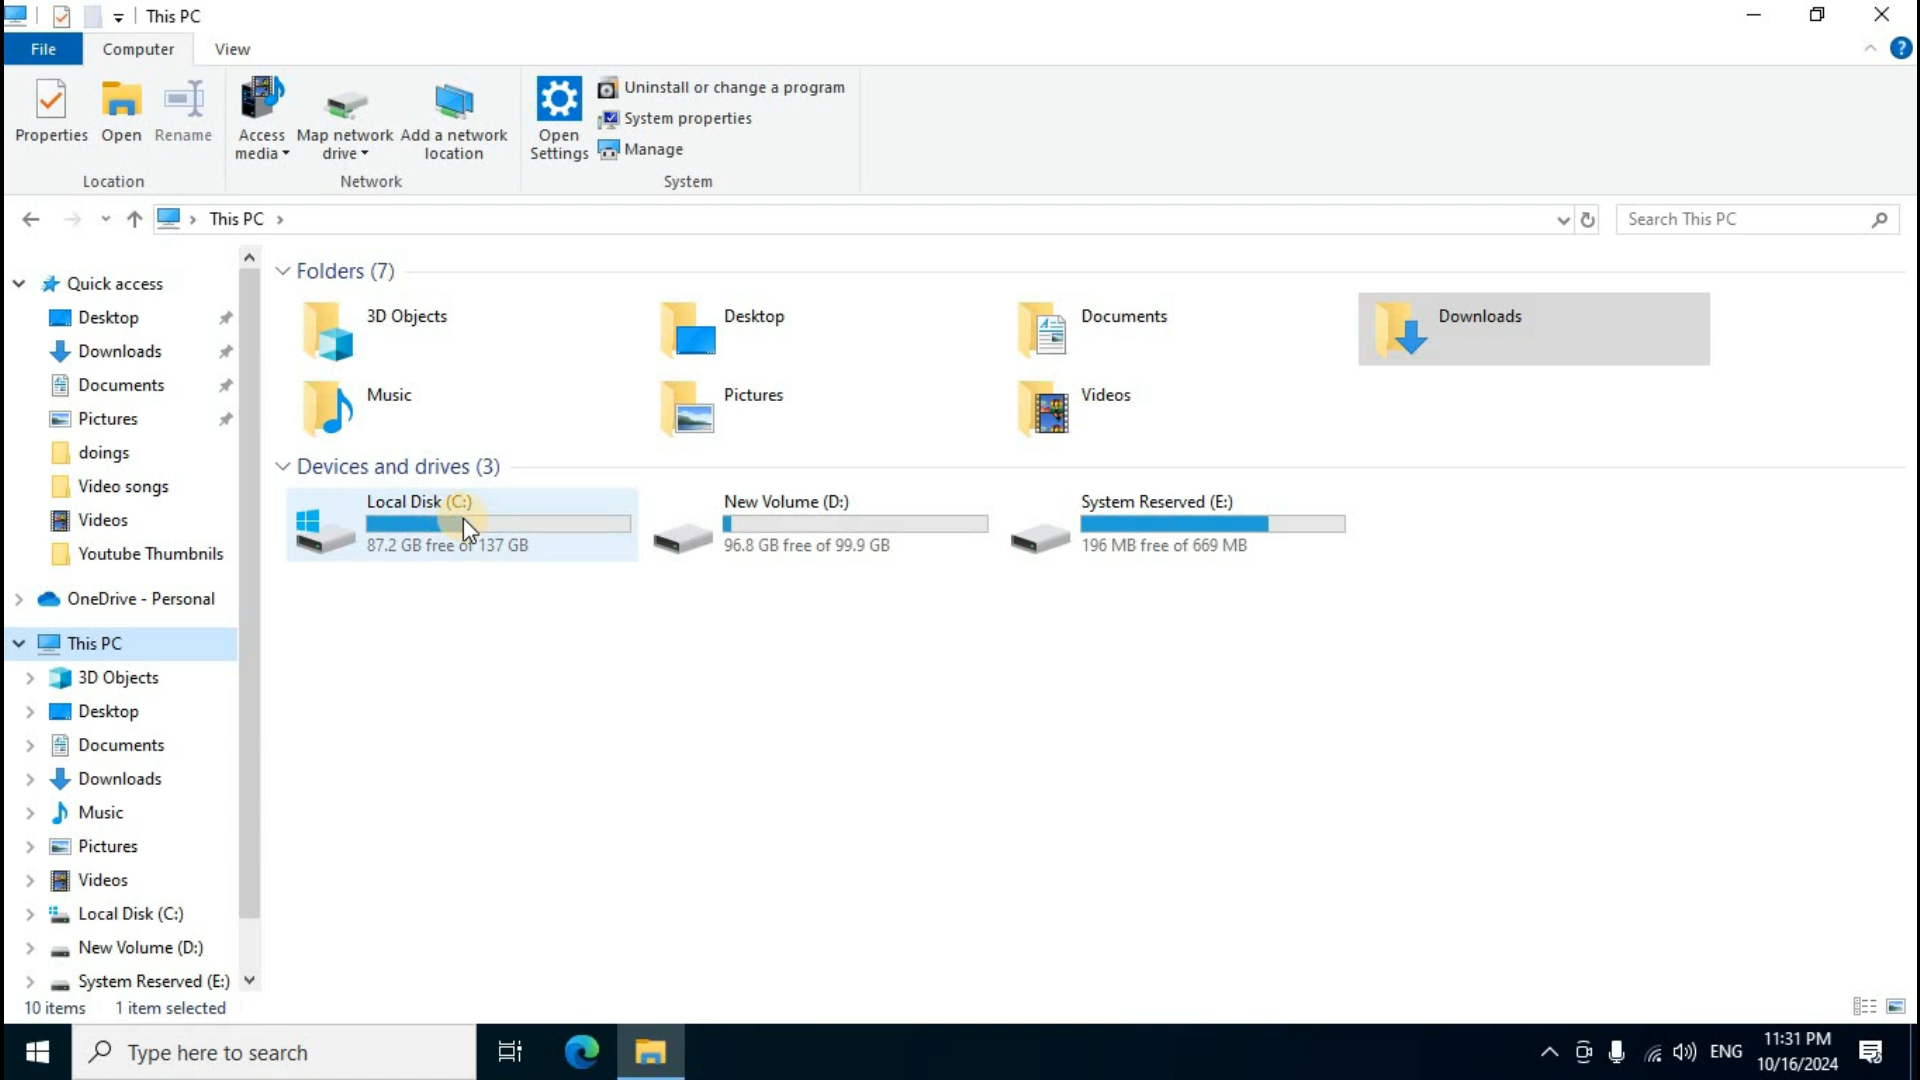 This PC
File
Computer
View
Properties
Open
Rename
Access
media
Map network
drive
Add a network
location
Open
Settings
Uninstall or change a program
System properties
Manage
Location
Network
System
This PC
Search This PC
Quick access
Desktop
Downloads
Documents
Pictures
doings
Video songs
Videos
Youtube Thumbnils
OneDrive - Personal
This PC
3D Objects
Desktop
Documents
Downloads
Music
Pictures
Videos
Local Disk (C:)
New Volume (D:)
System Reserved (E:)
Folders (7)
3D Objects
Desktop
Documents
Downloads
Music
Pictures
Videos
Devices and drives (3)
Local Disk (C:)
87.2 GB free of 137 GB
New Volume (D:)
96.8 GB free of 99.9 GB
System Reserved (E:)
196 MB free of 669 MB
10 items
1 item selected
Type here to search
ENG
11:31 PM
10/16/2024